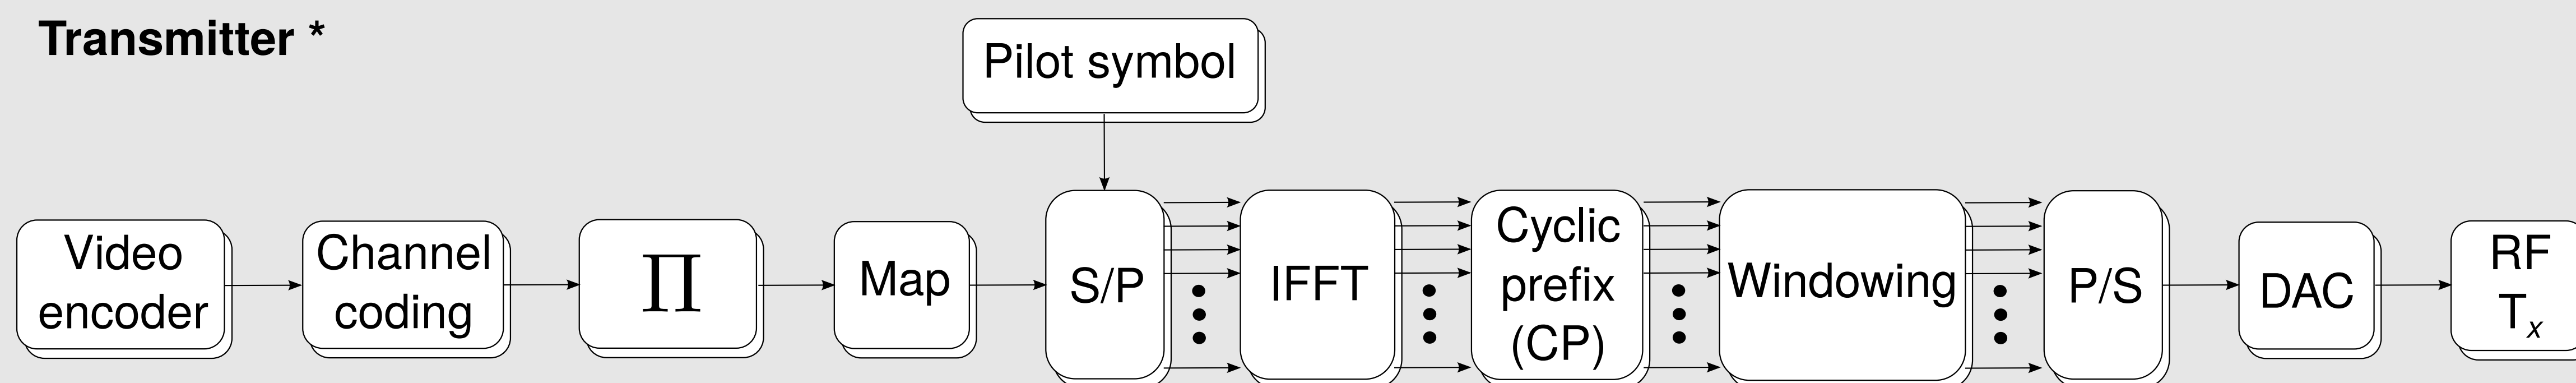 Transmitter *
Pilot symbol
Video
encoder
Channel
coding
Π
Map
S/P
IFFT
Cyclic
prefix
(CP)
Windowing
P/S
DAC
RF
Tx